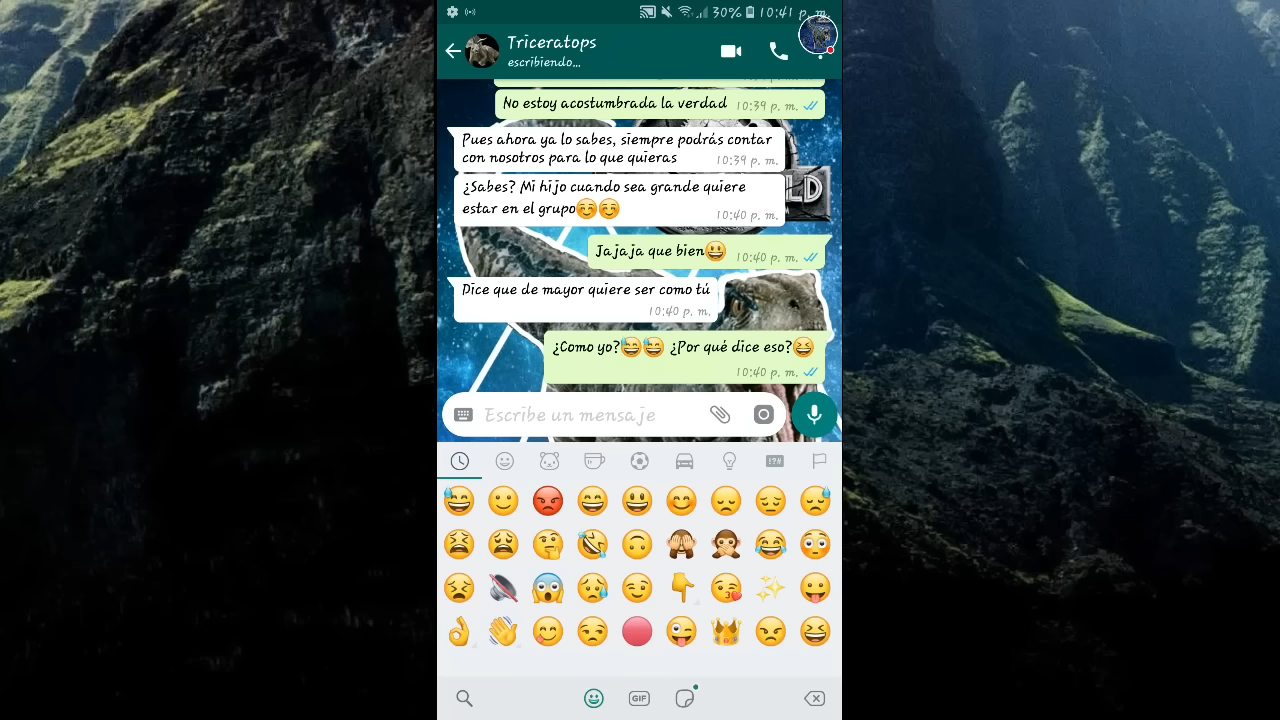 30% 10:41 p. m.
Triceratops
escribiendo...
No estoy acostumbrada la verdad 10:39 p. m.
Pues ahora ya lo sabes, siempre podrás contar
con nosotros para lo que quieras 10:39 p. m.
¿Sabes? Mi hijo cuando sea grande quiere
estar en el grupo☺️☺️ 10:40 p. m.
LD
Jajaja que bien😃 10:40 p. m.
Dice que de mayor quiere ser como tú
10:40 p. m.
¿Como yo?😅😅 ¿Por qué dice eso?😆
10:40 p. m.
Escribe un mensaje
!?#
GIF